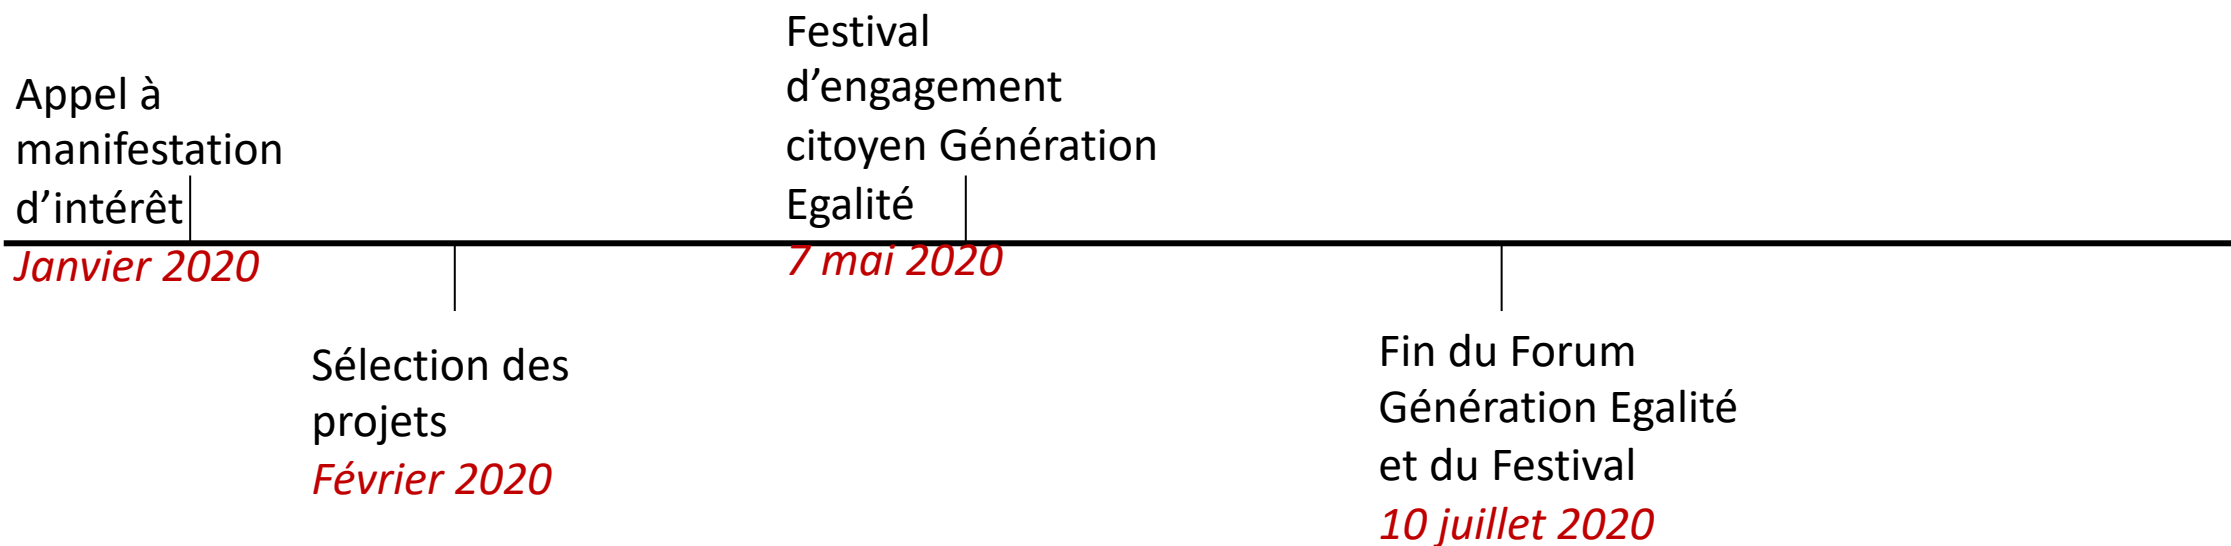 Appel à
manifestation
d’intérêt
Janvier 2020
Sélection des
projets
Février 2020
Festival
d’engagement
citoyen Génération
Egalité
7 mai 2020
Fin du Forum
Génération Egalité
et du Festival
10 juillet 2020